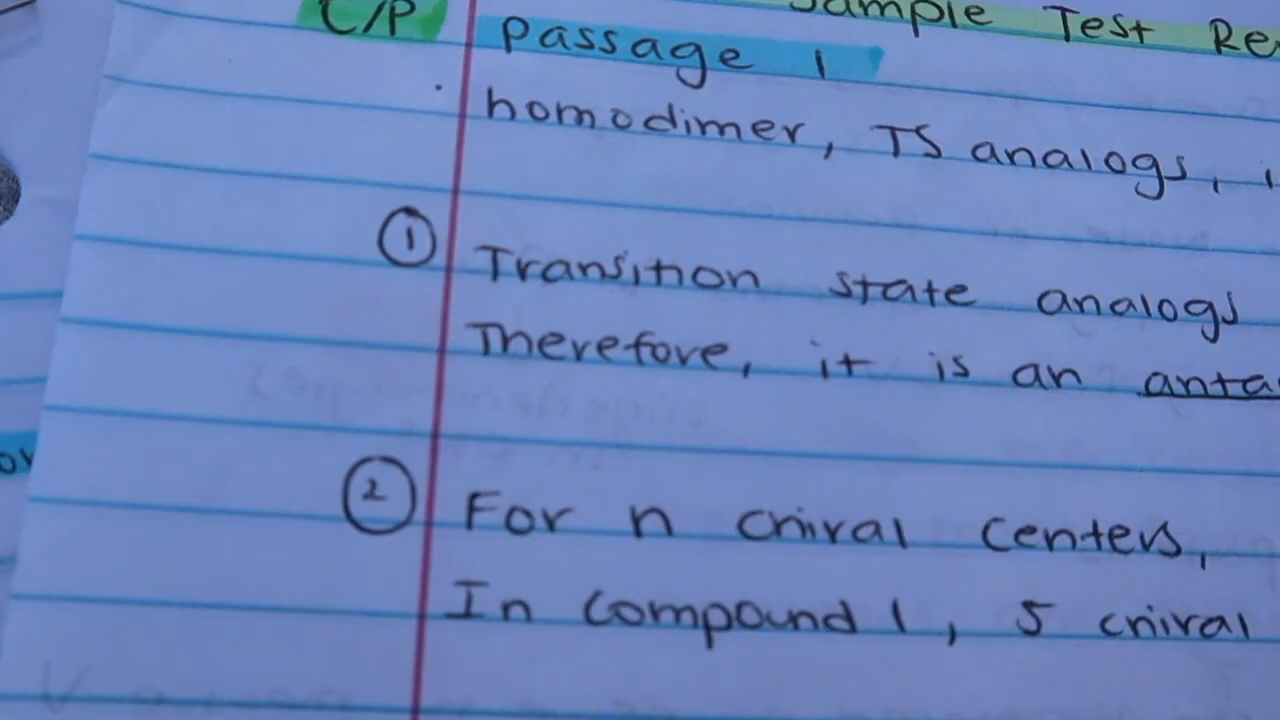 Sample Test Re
C/P Passage 1
homodimer, TS analogs,
1 Transition state analogs
Therefore, it is an anta
2 For n chiral centers,
In compound 1, 5 chiral